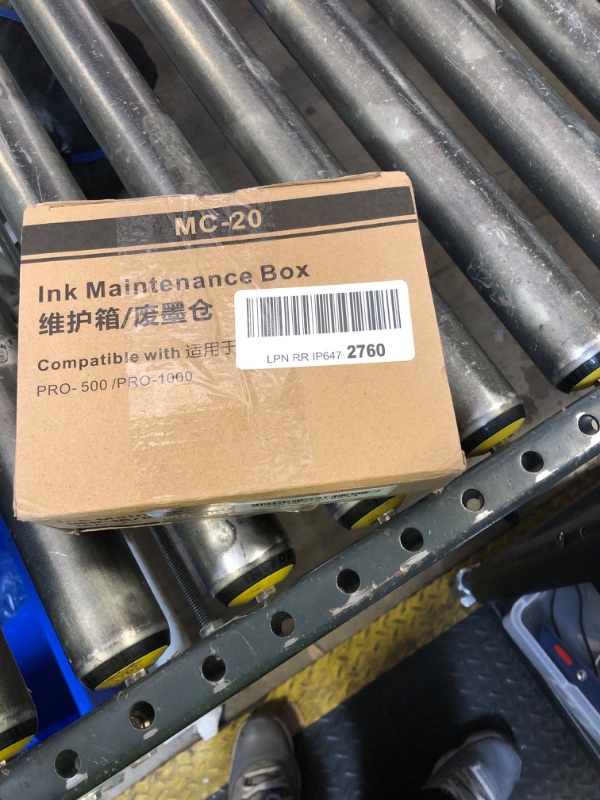 MC-20
Ink Maintenance Box
维护箱/废墨仓
Compatible with 适用于
PRO- 500 /PRO-1000
LPN RR IP647 2760